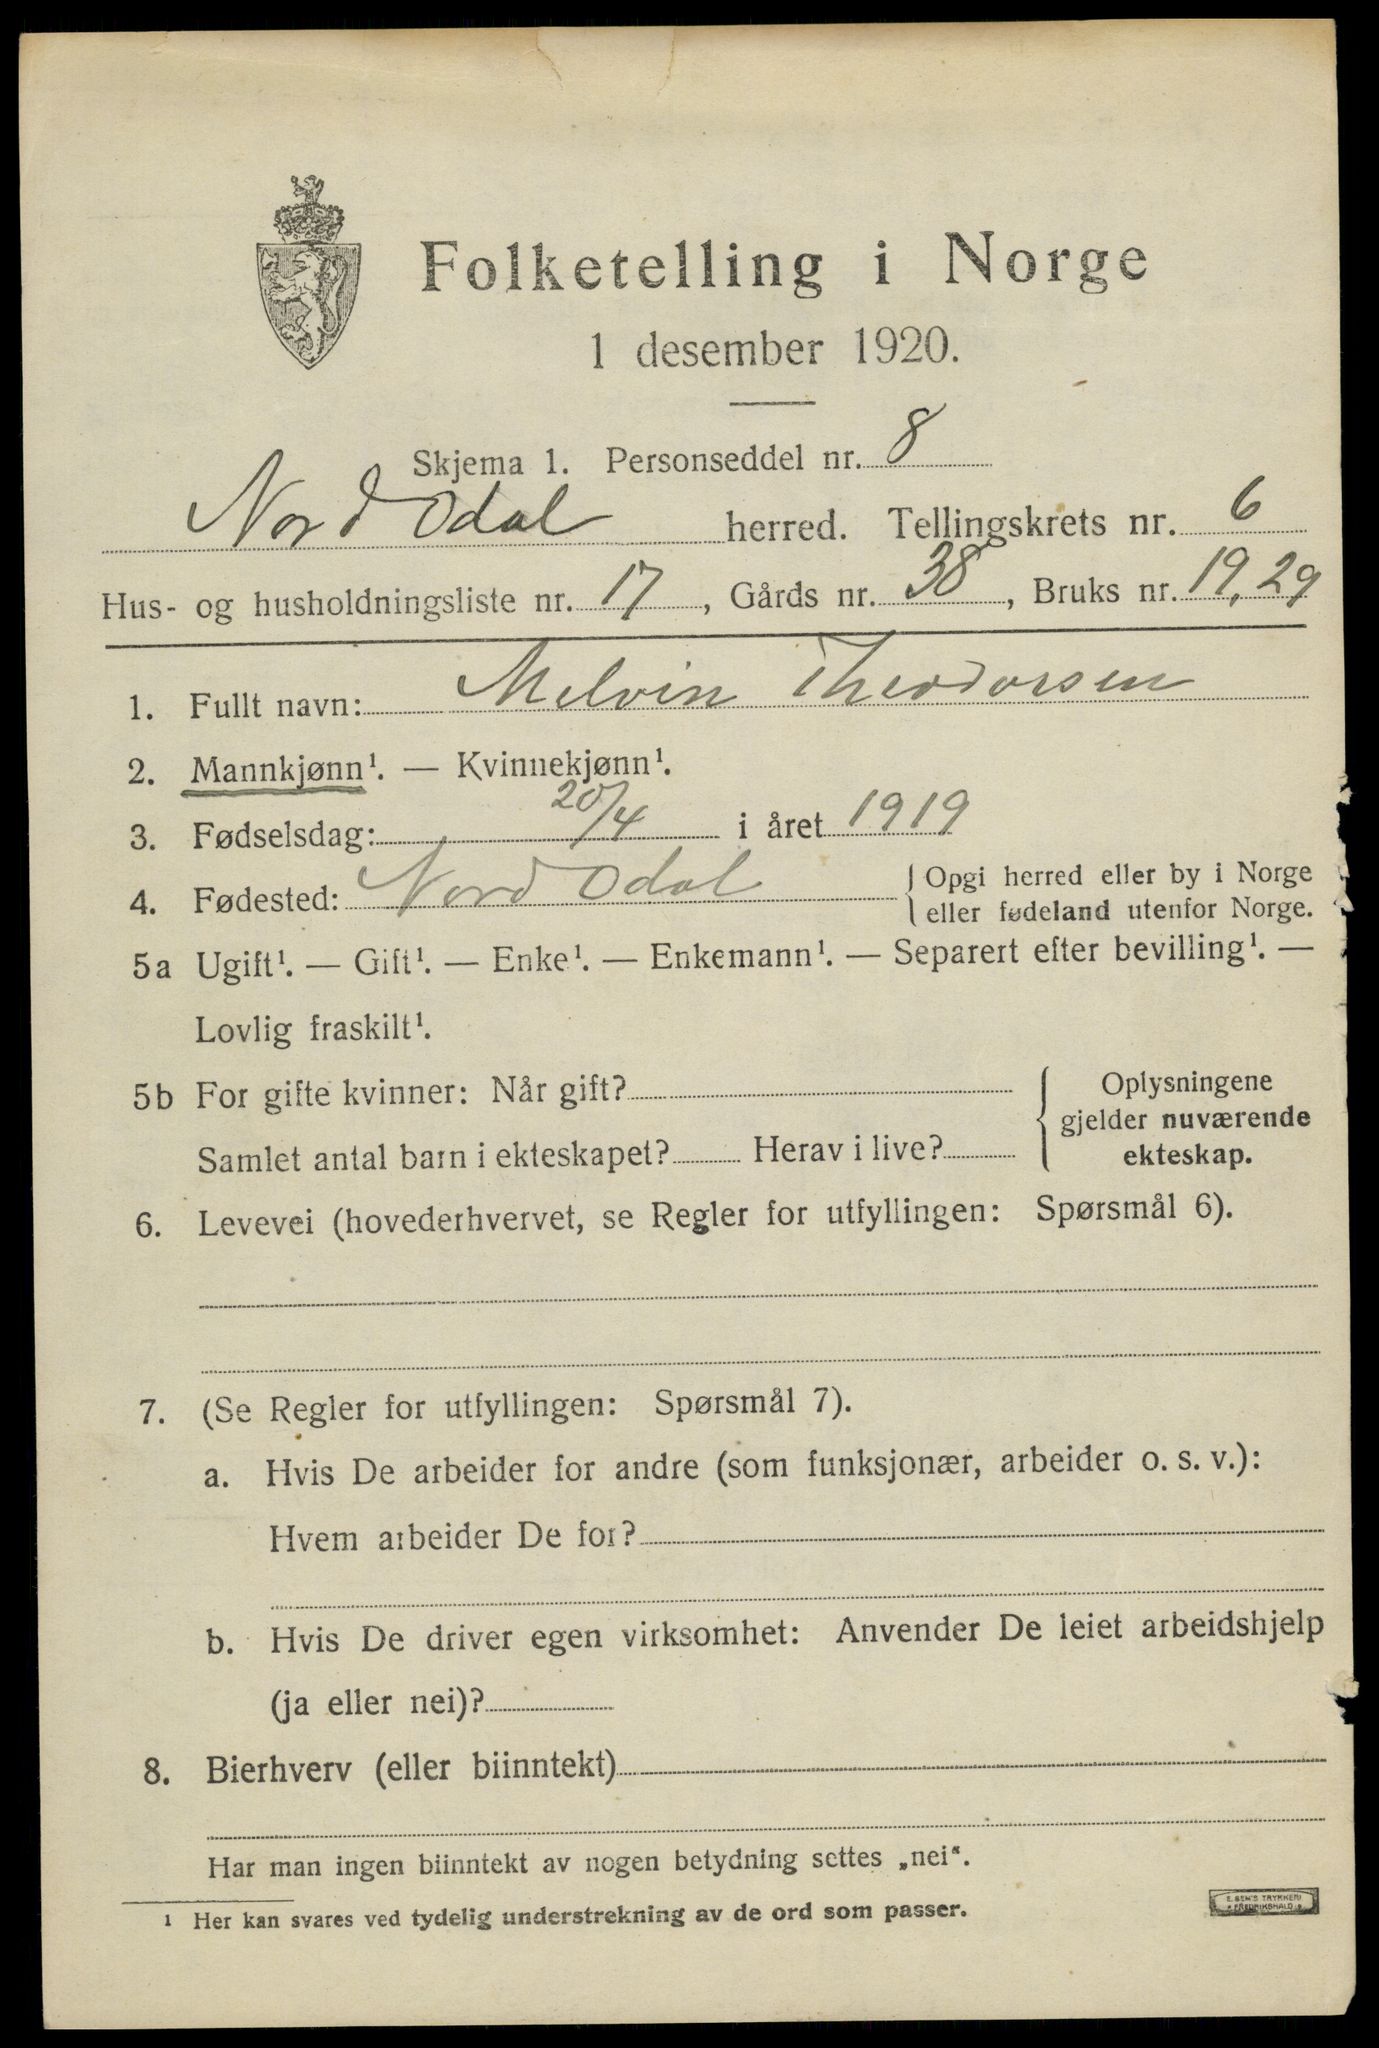 Folketelling i Norge
1 desember 1920.
Skjema 1. Personseddel nr. 8
Nord Odal herred. Tellingskrets nr. 6
Hus- og husholdningsliste nr. 17, Gårds nr. 38, Bruks nr. 19,29
1. Fullt navn: Melvin Theodorsen
2. Mannkjønn¹. — Kvinnekjønn¹.
3. Fødselsdag: 20/4 i året 1919
4. Fødested: Nord Odal { Opgi herred eller by i Norge
eller fødeland utenfor Norge.
5a Ugift¹. — Gift¹. — Enke¹. — Enkemann¹. — Separert efter bevilling¹. —
Lovlig fraskilt¹.
5b For gifte kvinner: Når gift?
Samlet antal barn i ekteskapet? Herav i live?
{ Oplysningene
gjelder nuværende
ekteskap.
6. Levevei (hovederhvervet, se Regler for utfyllingen: Spørsmål 6).
7. (Se Regler for utfyllingen: Spørsmål 7).
a. Hvis De arbeider for andre (som funksjonær, arbeider o. s. v.):
Hvem arbeider De for?
b. Hvis De driver egen virksomhet: Anvender De leiet arbeidshjelp
(ja eller nei)?
8. Bierhverv (eller biinntekt)
Har man ingen biinntekt av nogen betydning settes „nei“.
¹ Her kan svares ved tydelig understrekning av de ord som passer.
E. SEM'S TRYKKERI
FREDRIKSHALD